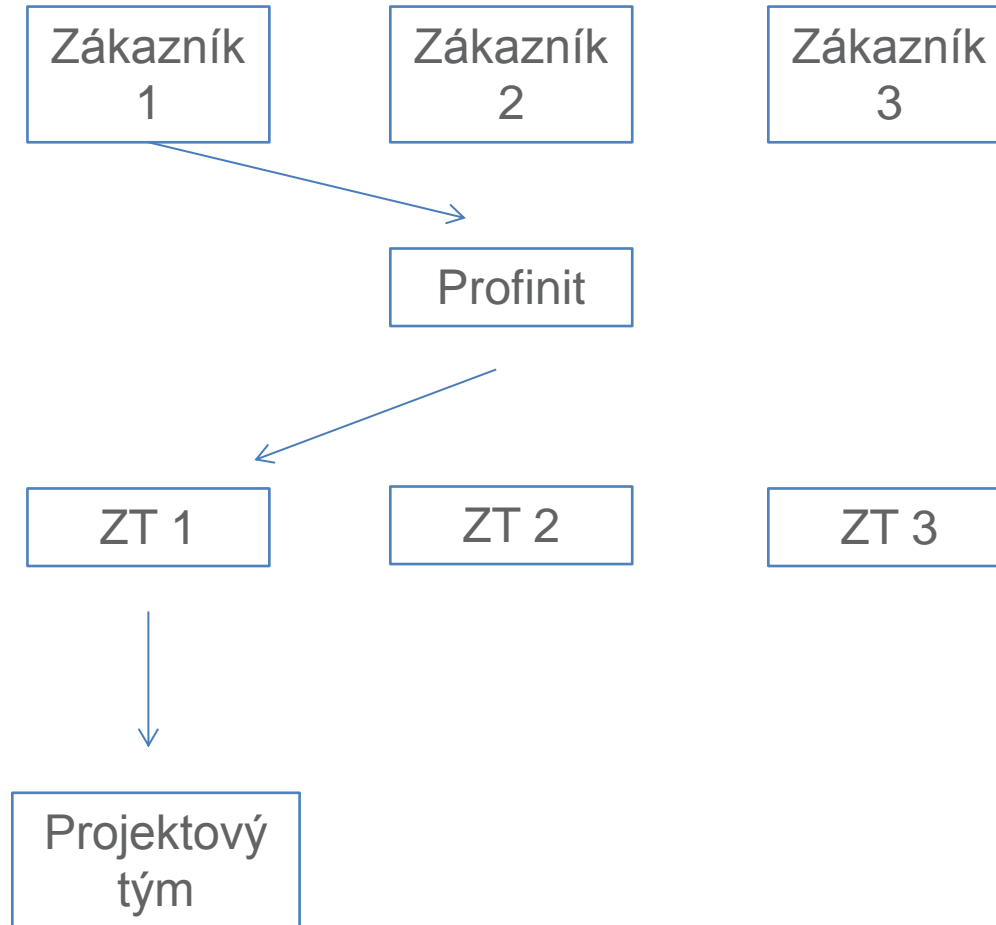 Zákazník
1
Zákazník
2
Zákazník
3
Profinit
ZT 1
ZT 2
ZT 3
Projektový
tým